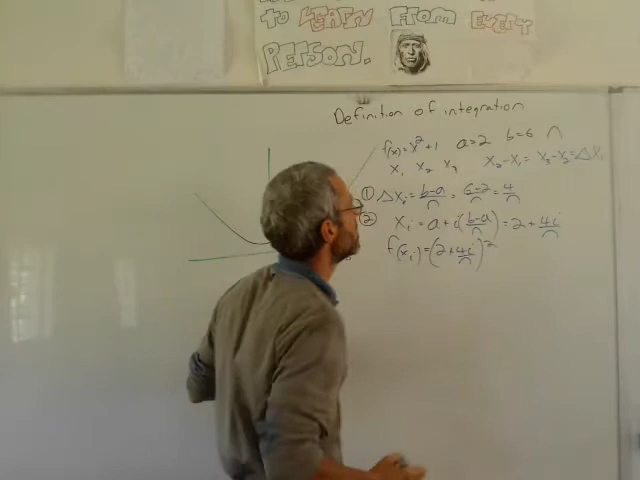 to LEARN FROM EVERY
PERSON.
Definition of integration
f(x)=x²+1 a=2 b=6 n
x₁ x₂ x₃ x₂-x₁= x₃-x₂=Δxᵢ
① Δxᵢ= b-a/n = 6-2/n = 4/n
② xᵢ = a+i(b-a/n) = 2+ 4i/n
f(xᵢ)=(2+4i/n)²